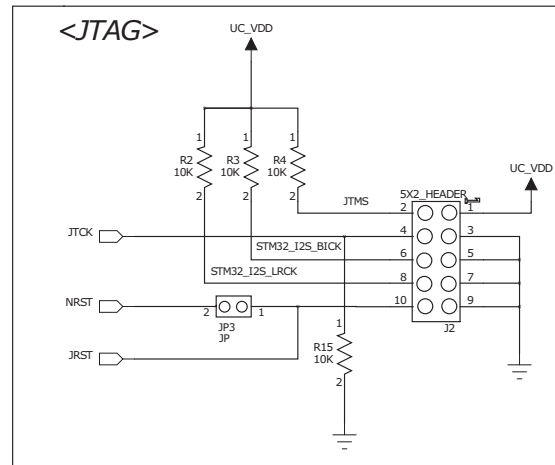 <JTAG>
UC_VDD
1 1 1
R2 R3 R4
10K 10K 10K
2 2 2
UC_VDD
JTMS
5X2_HEADER
2 1
JTCK
4 3
STM32_I2S_BICK
6 5
STM32_I2S_LRCK
8 7
NRST
2 1
10 9
JP3
JP
J2
JRST
1
R15
10K
2